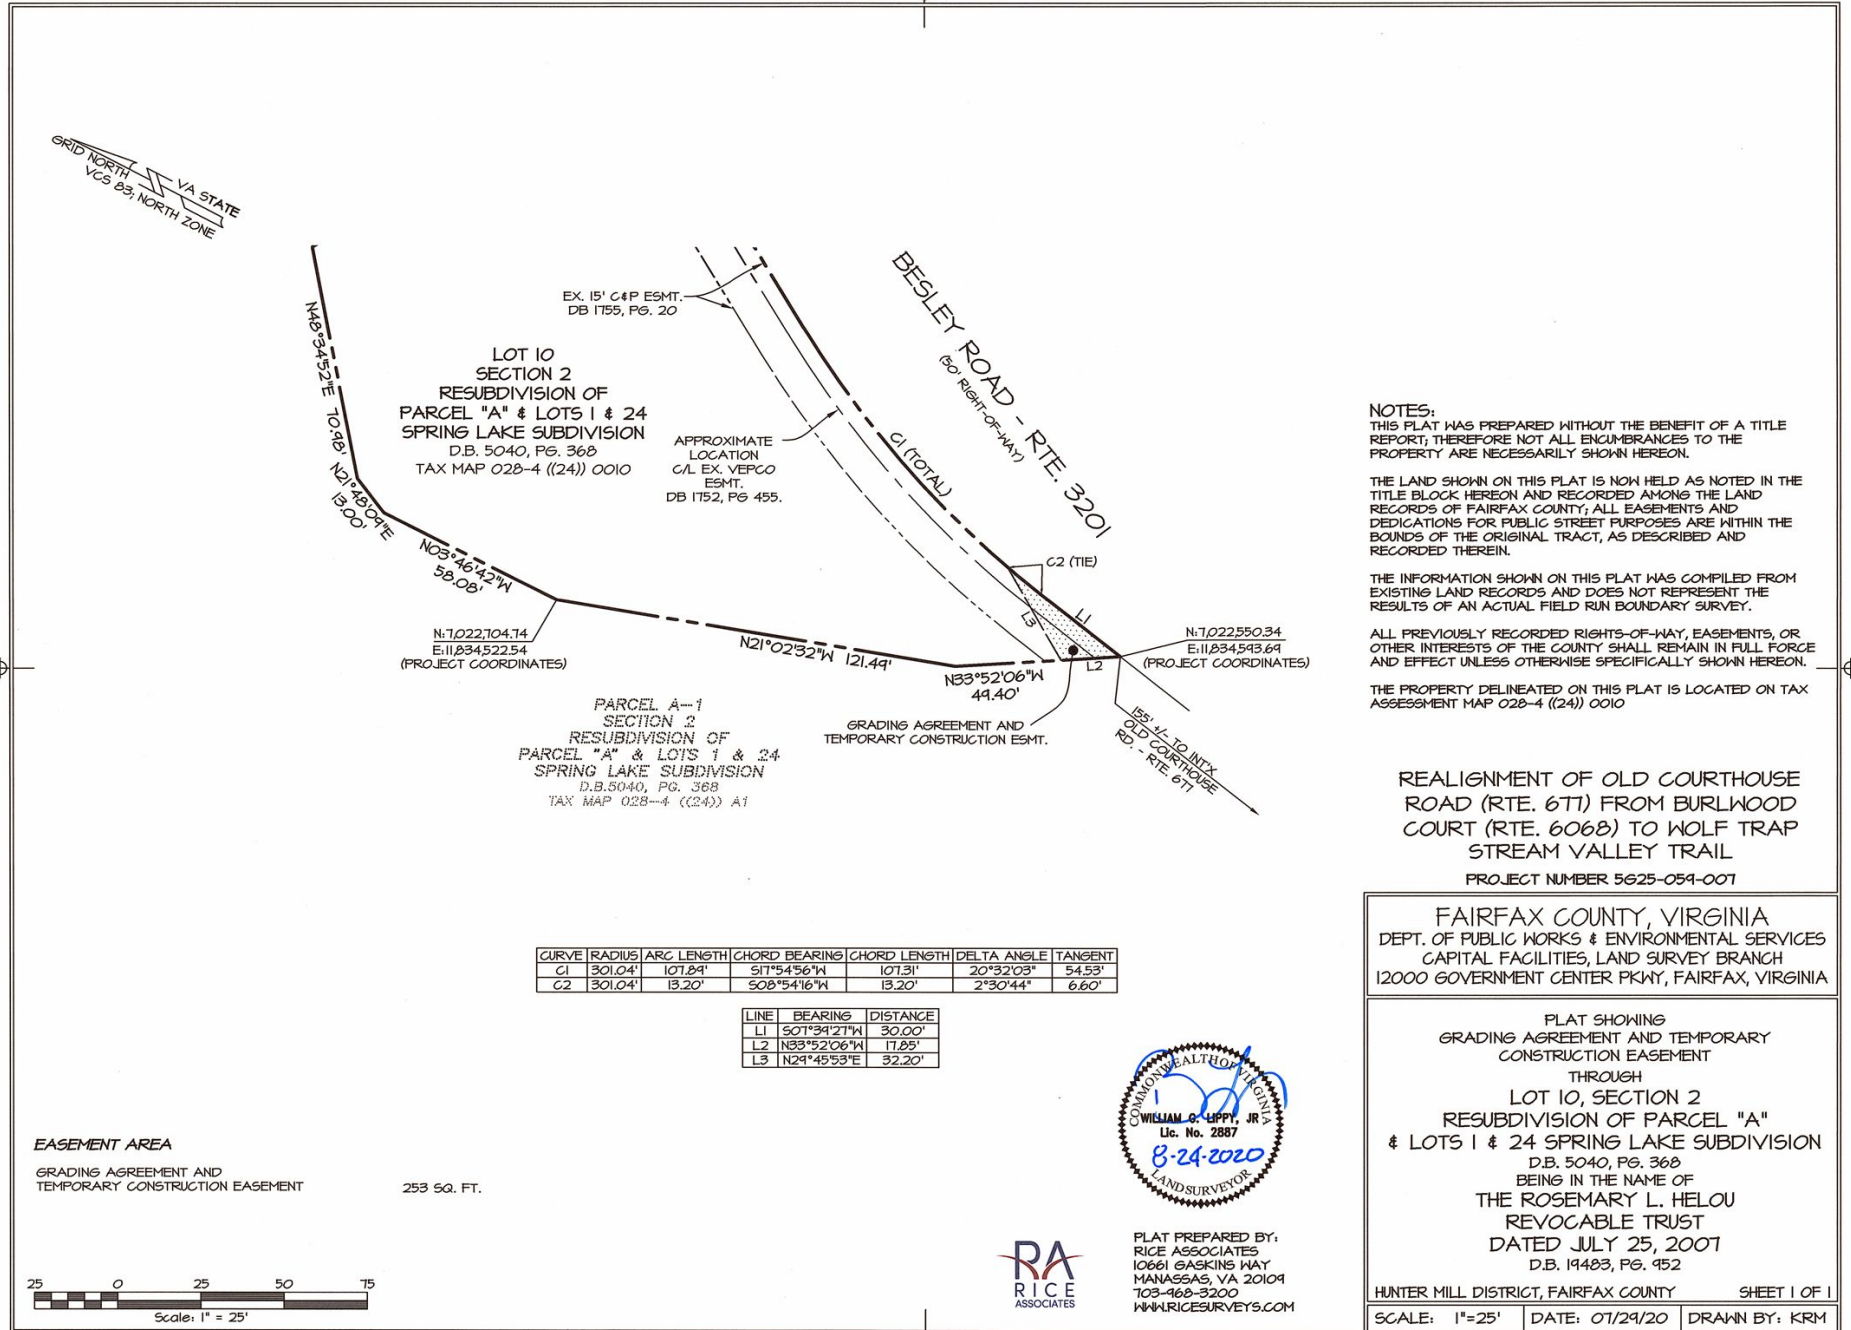 GRID NORTH
VCS 83, NORTH ZONE
VA STATE
N48°34'52"E 70.98'
N21°48'09"E
13.00'
N03°46'42"W
58.08'
EX. 15' C&P ESMT.
DB 1755, PG. 20
LOT 10
SECTION 2
RESUBDIVISION OF
PARCEL "A" & LOTS 1 & 24
SPRING LAKE SUBDIVISION
D.B. 5040, PG. 368
TAX MAP 028-4 ((24)) 0010
APPROXIMATE
LOCATION
C/L EX. VEPCO
ESMT.
DB 1752, PG 455.
BESLEY ROAD - RTE. 3201
(50' RIGHT-OF-WAY)
C1 (TOTAL)
C2 (TIE)
L1
L3
L2
N:7,022,704.74
E:11,834,522.54
(PROJECT COORDINATES)
N21°02'32"W 121.49'
N33°52'06"W
49.40'
N:7,022,550.34
E:11,834,593.69
(PROJECT COORDINATES)
GRADING AGREEMENT AND
TEMPORARY CONSTRUCTION ESMT.
155' +/- TO INT'X
OLD COURTHOUSE
RD. - RTE. 677
PARCEL A-1
SECTION 2
RESUBDIVISION OF
PARCEL "A" & LOTS 1 & 24
SPRING LAKE SUBDIVISION
D.B.5040, PG. 368
TAX MAP 028-4 ((24)) A1
NOTES:
THIS PLAT WAS PREPARED WITHOUT THE BENEFIT OF A TITLE
REPORT; THEREFORE NOT ALL ENCUMBRANCES TO THE
PROPERTY ARE NECESSARILY SHOWN HEREON.
THE LAND SHOWN ON THIS PLAT IS NOW HELD AS NOTED IN THE
TITLE BLOCK HEREON AND RECORDED AMONG THE LAND
RECORDS OF FAIRFAX COUNTY; ALL EASEMENTS AND
DEDICATIONS FOR PUBLIC STREET PURPOSES ARE WITHIN THE
BOUNDS OF THE ORIGINAL TRACT, AS DESCRIBED AND
RECORDED THEREIN.
THE INFORMATION SHOWN ON THIS PLAT WAS COMPILED FROM
EXISTING LAND RECORDS AND DOES NOT REPRESENT THE
RESULTS OF AN ACTUAL FIELD RUN BOUNDARY SURVEY.
ALL PREVIOUSLY RECORDED RIGHTS-OF-WAY, EASEMENTS, OR
OTHER INTERESTS OF THE COUNTY SHALL REMAIN IN FULL FORCE
AND EFFECT UNLESS OTHERWISE SPECIFICALLY SHOWN HEREON.
THE PROPERTY DELINEATED ON THIS PLAT IS LOCATED ON TAX
ASSESSMENT MAP 028-4 ((24)) 0010
REALIGNMENT OF OLD COURTHOUSE
ROAD (RTE. 677) FROM BURLWOOD
COURT (RTE. 6068) TO WOLF TRAP
STREAM VALLEY TRAIL
PROJECT NUMBER 5G25-059-007
FAIRFAX COUNTY, VIRGINIA
DEPT. OF PUBLIC WORKS & ENVIRONMENTAL SERVICES
CAPITAL FACILITIES, LAND SURVEY BRANCH
12000 GOVERNMENT CENTER PKWY, FAIRFAX, VIRGINIA
PLAT SHOWING
GRADING AGREEMENT AND TEMPORARY
CONSTRUCTION EASEMENT
THROUGH
LOT 10, SECTION 2
RESUBDIVISION OF PARCEL "A"
& LOTS 1 & 24 SPRING LAKE SUBDIVISION
D.B. 5040, PG. 368
BEING IN THE NAME OF
THE ROSEMARY L. HELOU
REVOCABLE TRUST
DATED JULY 25, 2007
D.B. 19483, PG. 952
HUNTER MILL DISTRICT, FAIRFAX COUNTY SHEET 1 OF 1
SCALE: 1"=25' DATE: 07/29/20 DRAWN BY: KRM
CURVE RADIUS ARC LENGTH CHORD BEARING CHORD LENGTH DELTA ANGLE TANGENT
C1 301.04' 107.89' S17°54'56"W 107.31' 20°32'03" 54.53'
C2 301.04' 13.20' S08°54'16"W 13.20' 2°30'44" 6.60'
LINE BEARING DISTANCE
L1 S07°39'27"W 30.00'
L2 N33°52'06"W 17.85'
L3 N29°45'53"E 32.20'
COMMONWEALTH OF VIRGINIA
WILLIAM G. LIPPY, JR
Lic. No. 2887
8-24-2020
LAND SURVEYOR
EASEMENT AREA
GRADING AGREEMENT AND
TEMPORARY CONSTRUCTION EASEMENT 253 SQ. FT.
25 0 25 50 75
Scale: 1" = 25'
RA
RICE
ASSOCIATES
PLAT PREPARED BY:
RICE ASSOCIATES
10661 GASKINS WAY
MANASSAS, VA 20109
703-968-3200
WWW.RICESURVEYS.COM